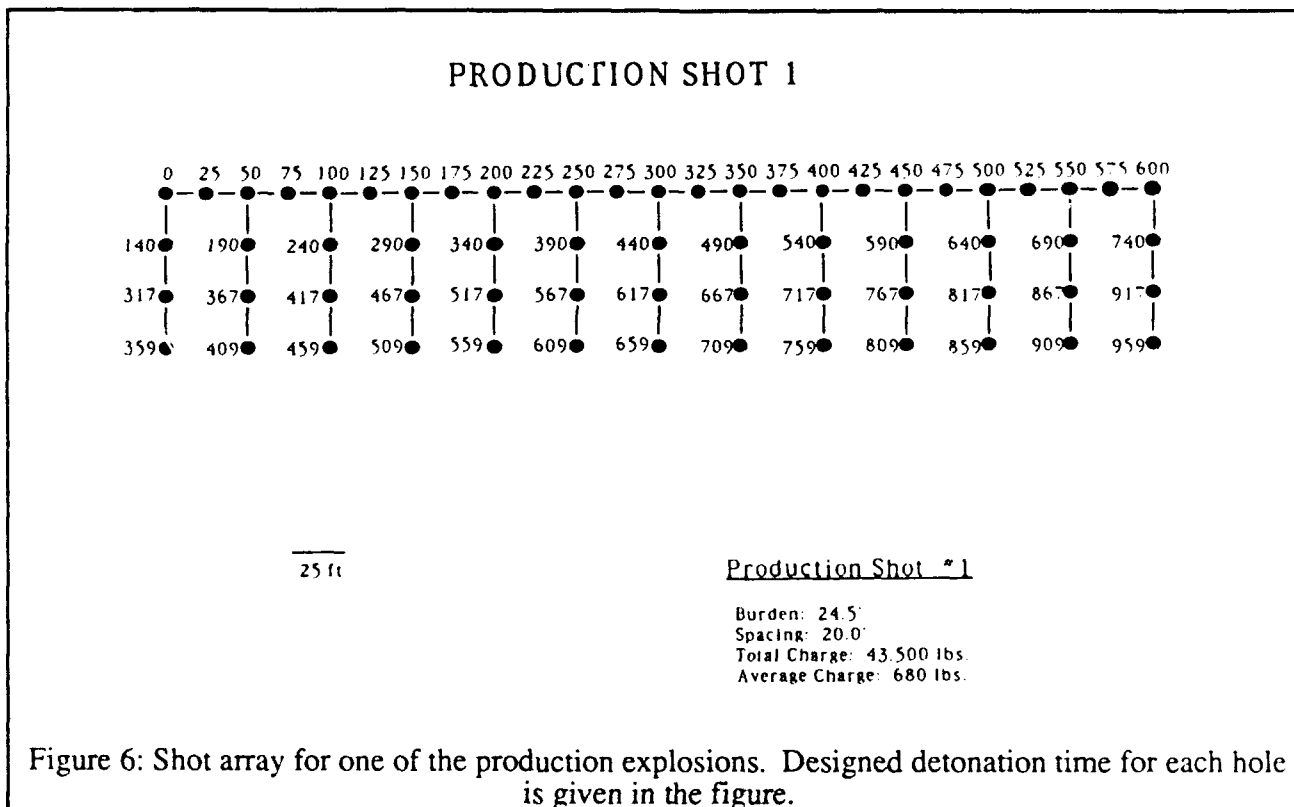 PRODUCTION SHOT 1
0 25 50 75 100 125 150 175 200 225 250 275 300 325 350 375 400 425 450 475 500 525 550 575 600
140 190 240 290 340 390 440 490 540 590 640 690 740
317 367 417 467 517 567 617 667 717 767 817 867 917
359 409 459 509 559 609 659 709 759 809 859 909 959
25 ft
Production Shot #1
Burden: 24.5'
Spacing: 20.0'
Total Charge: 43.500 lbs.
Average Charge: 680 lbs.
Figure 6: Shot array for one of the production explosions. Designed detonation time for each hole
is given in the figure.